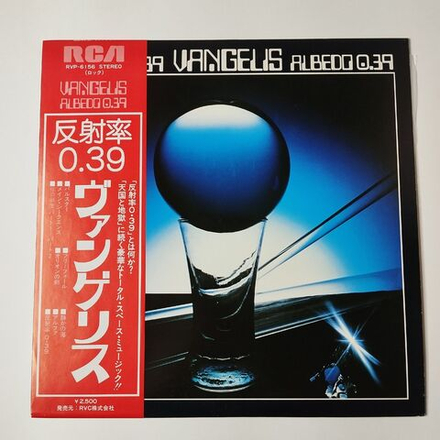 RCA
RVP-6156 STEREO
(ロック)
VANGELIS
ALBEDO 0.39
反射率
0.39
ヴァンゲリス
「反射率0・39」とは何か?
「天国と地獄」に続く豪華なトータル・スペース・ミュージック!!
¥2,500
発売元:RVC株式会社
39 VANGELIS ALBEDO 0.39